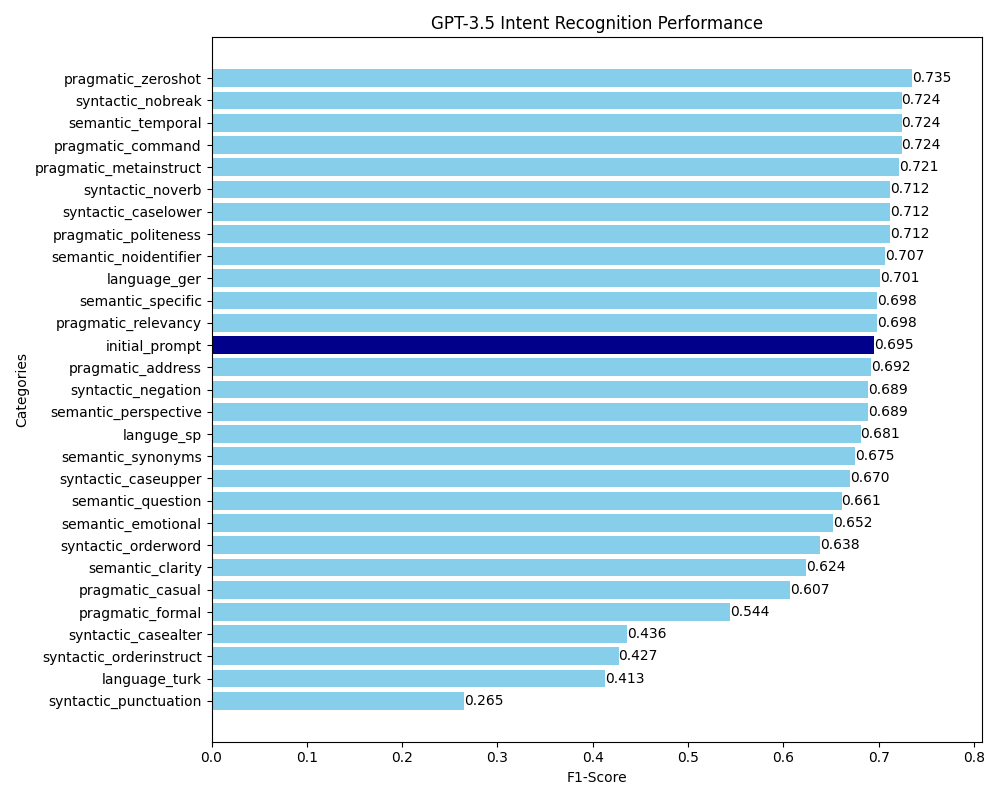 GPT-3.5 Intent Recognition Performance
pragmatic_zeroshot 0.735
syntactic_nobreak 0.724
semantic_temporal 0.724
pragmatic_command 0.724
pragmatic_metainstruct 0.721
syntactic_noverb 0.712
syntactic_caselower 0.712
pragmatic_politeness 0.712
semantic_noidentifier 0.707
language_ger 0.701
semantic_specific 0.698
pragmatic_relevancy 0.698
initial_prompt 0.695
pragmatic_address 0.692
syntactic_negation 0.689
semantic_perspective 0.689
languge_sp 0.681
semantic_synonyms 0.675
syntactic_caseupper 0.670
semantic_question 0.661
semantic_emotional 0.652
syntactic_orderword 0.638
semantic_clarity 0.624
pragmatic_casual 0.607
pragmatic_formal 0.544
syntactic_casealter 0.436
syntactic_orderinstruct 0.427
language_turk 0.413
syntactic_punctuation 0.265
Categories
0.0 0.1 0.2 0.3 0.4 0.5 0.6 0.7 0.8
F1-Score